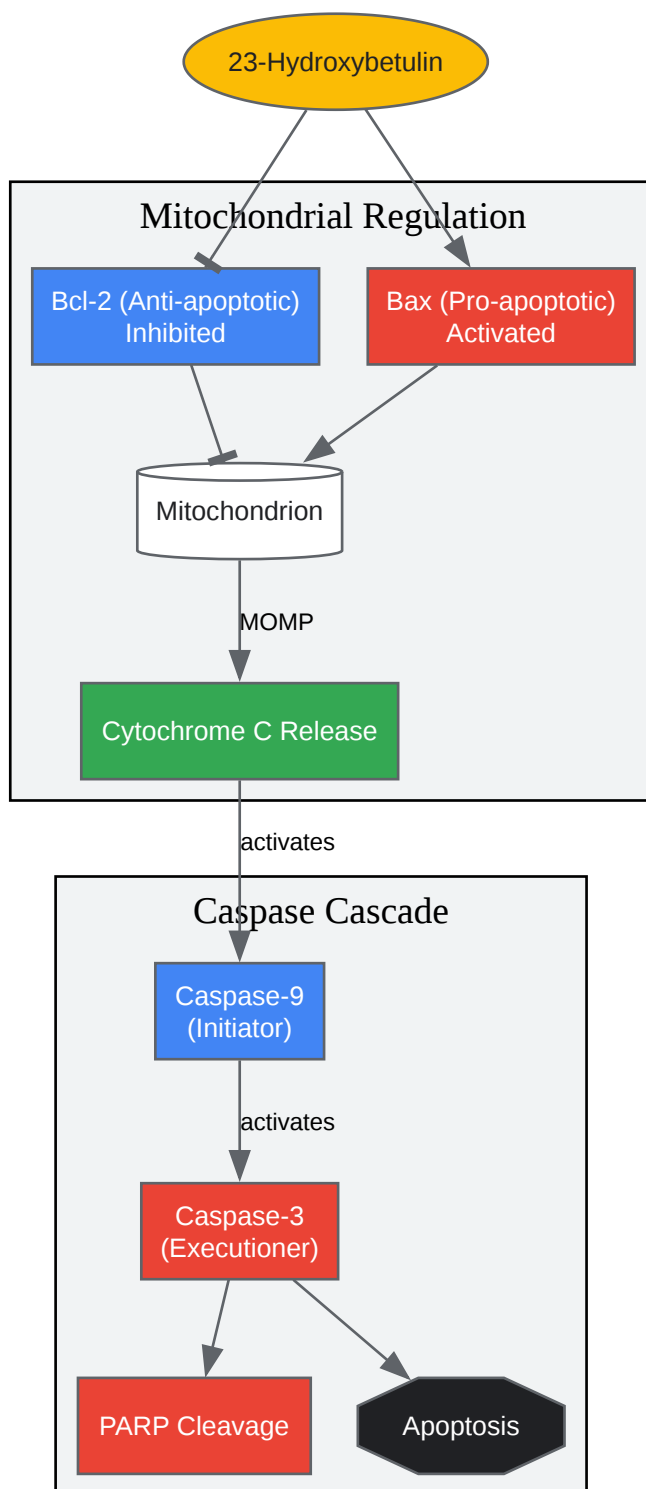 23-Hydroxybetulin
Mitochondrial Regulation
Bcl-2 (Anti-apoptotic)
Inhibited
Bax (Pro-apoptotic)
Activated
Mitochondrion
MOMP
Cytochrome C Release
activates
Caspase Cascade
Caspase-9
(Initiator)
activates
Caspase-3
(Executioner)
PARP Cleavage
Apoptosis